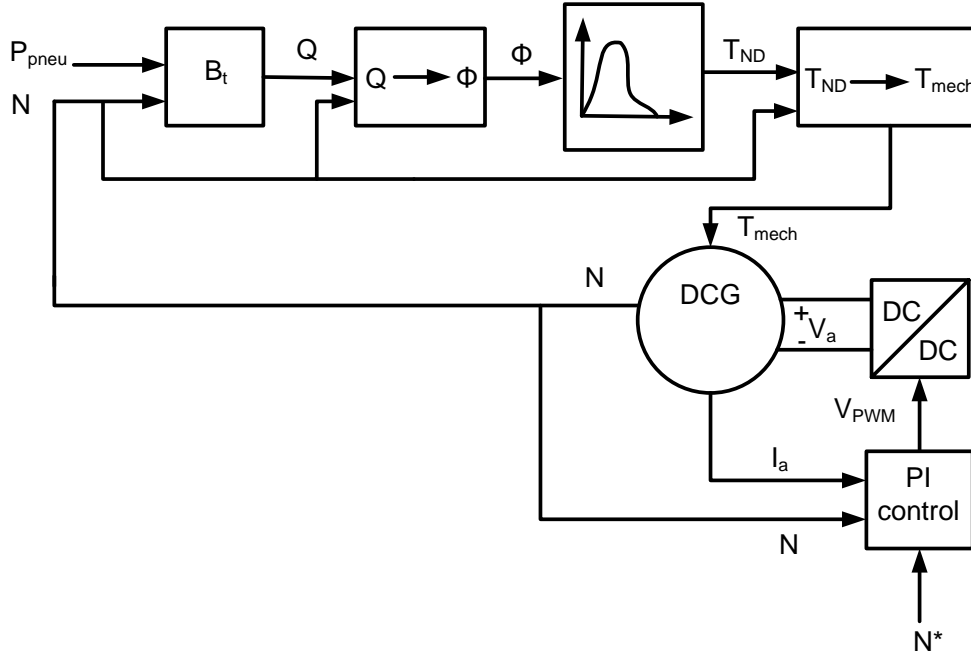 P_pneu
N
B_t
Q
Q Φ
Φ
T_ND
T_ND T_mech
T_mech
N
DCG
+
V_a
-
DC
DC
V_PWM
I_a
PI
control
N
N*